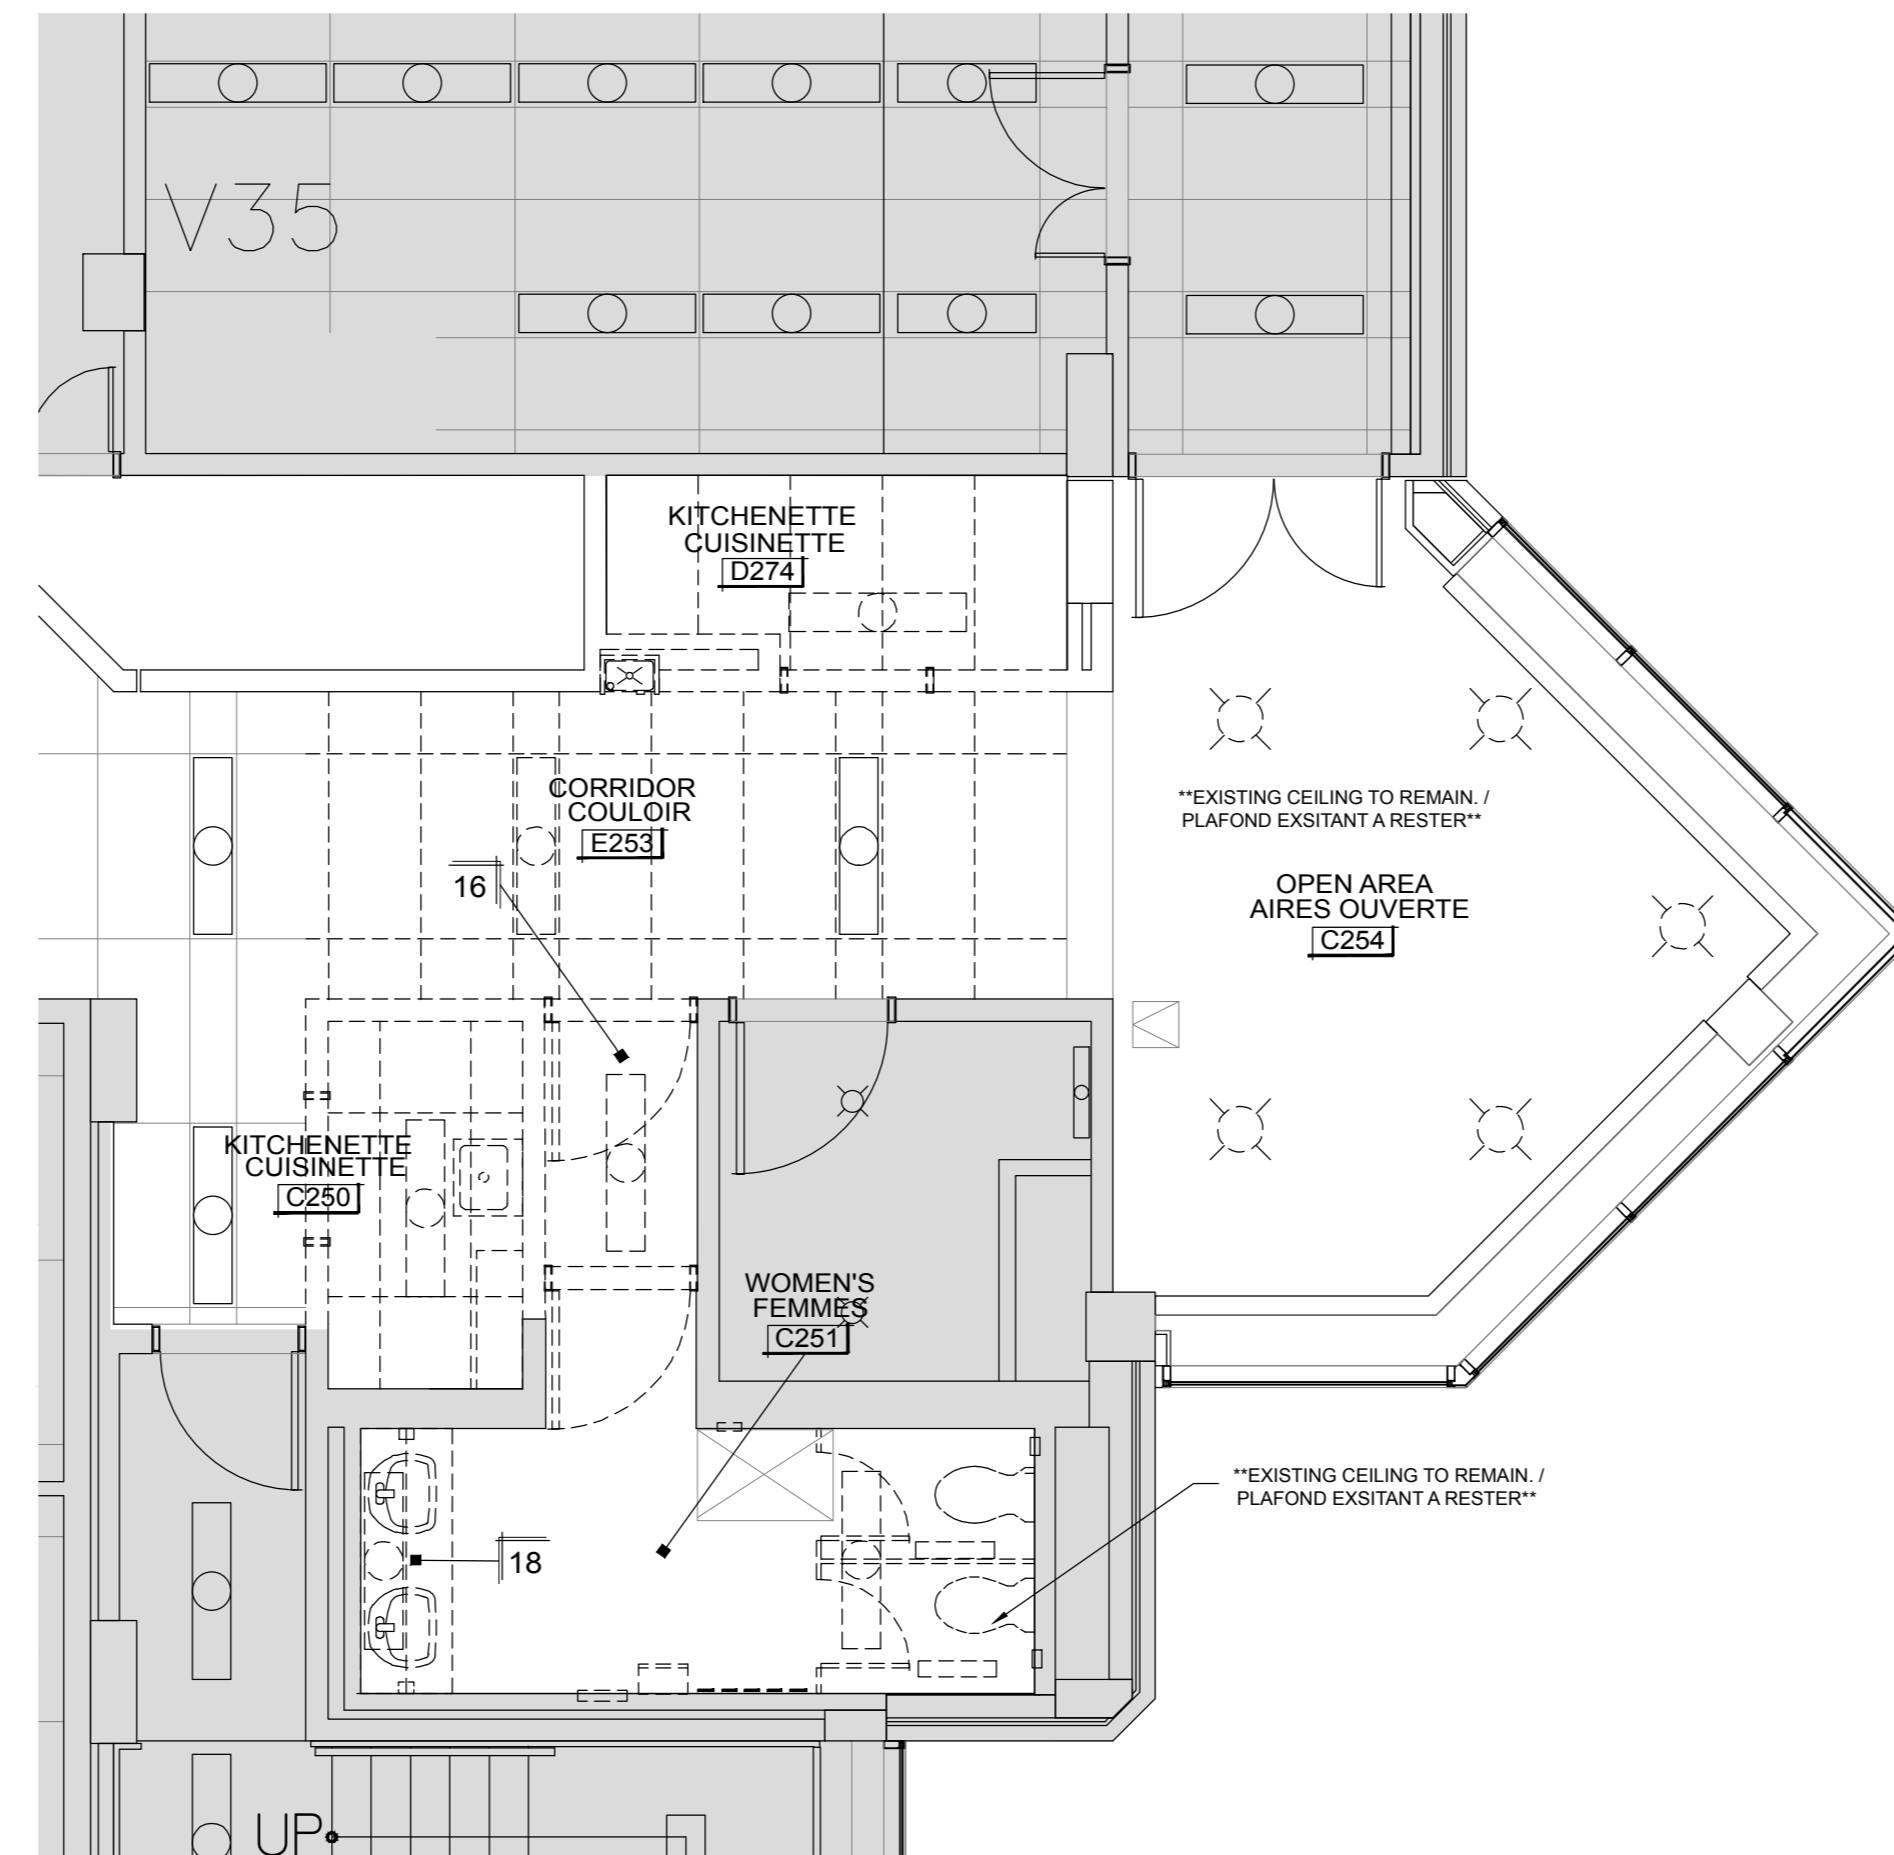 V35
KITCHENETTE
CUISINETTE
D274
CORRIDOR
COULOIR
E253
16
**EXISTING CEILING TO REMAIN. /
PLAFOND EXSITANT A RESTER**
OPEN AREA
AIRES OUVERTE
C254
KITCHENETTE
CUISINETTE
C250
WOMEN'S
FEMMES
C251
**EXISTING CEILING TO REMAIN. /
PLAFOND EXSITANT A RESTER**
18
UP